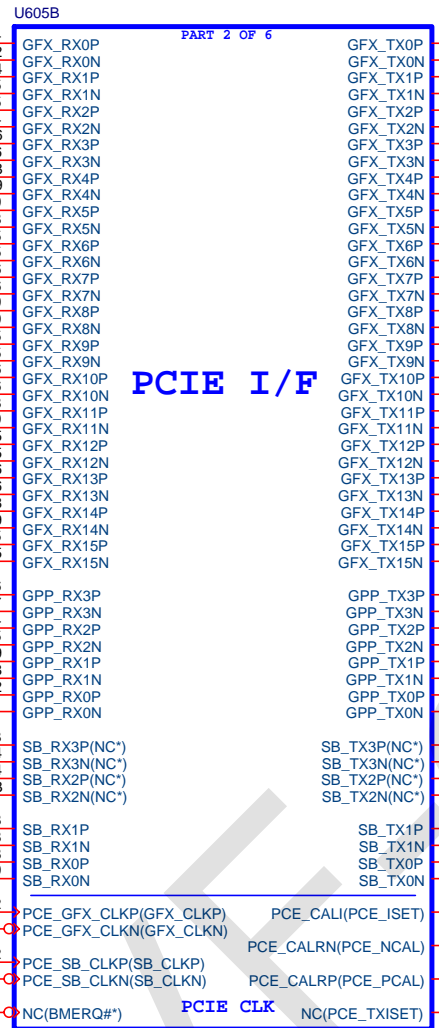 U605B
PART 2 OF 6
GFX_RX0P GFX_TX0P
GFX_RX0N GFX_TX0N
GFX_RX1P GFX_TX1P
GFX_RX1N GFX_TX1N
GFX_RX2P GFX_TX2P
GFX_RX2N GFX_TX2N
GFX_RX3P GFX_TX3P
GFX_RX3N GFX_TX3N
GFX_RX4P GFX_TX4P
GFX_RX4N GFX_TX4N
GFX_RX5P GFX_TX5P
GFX_RX5N GFX_TX5N
GFX_RX6P GFX_TX6P
GFX_RX6N GFX_TX6N
GFX_RX7P GFX_TX7P
GFX_RX7N GFX_TX7N
GFX_RX8P GFX_TX8P
GFX_RX8N GFX_TX8N
GFX_RX9P GFX_TX9P
GFX_RX9N GFX_TX9N
GFX_RX10P PCIE I/F GFX_TX10P
GFX_RX10N GFX_TX10N
GFX_RX11P GFX_TX11P
GFX_RX11N GFX_TX11N
GFX_RX12P GFX_TX12P
GFX_RX12N GFX_TX12N
GFX_RX13P GFX_TX13P
GFX_RX13N GFX_TX13N
GFX_RX14P GFX_TX14P
GFX_RX14N GFX_TX14N
GFX_RX15P GFX_TX15P
GFX_RX15N GFX_TX15N
GPP_RX3P GPP_TX3P
GPP_RX3N GPP_TX3N
GPP_RX2P GPP_TX2P
GPP_RX2N GPP_TX2N
GPP_RX1P GPP_TX1P
GPP_RX1N GPP_TX1N
GPP_RX0P GPP_TX0P
GPP_RX0N GPP_TX0N
SB_RX3P(NC*) SB_TX3P(NC*)
SB_RX3N(NC*) SB_TX3N(NC*)
SB_RX2P(NC*) SB_TX2P(NC*)
SB_RX2N(NC*) SB_TX2N(NC*)
SB_RX1P SB_TX1P
SB_RX1N SB_TX1N
SB_RX0P SB_TX0P
SB_RX0N SB_TX0N
PCE_GFX_CLKP(GFX_CLKP) PCE_CALI(PCE_ISET)
PCE_GFX_CLKN(GFX_CLKN)
PCE_CALRN(PCE_NCAL)
PCE_SB_CLKP(SB_CLKP)
PCE_SB_CLKN(SB_CLKN) PCE_CALRP(PCE_PCAL)
NC(BMERQ#*) PCIE CLK NC(PCE_TXISET)